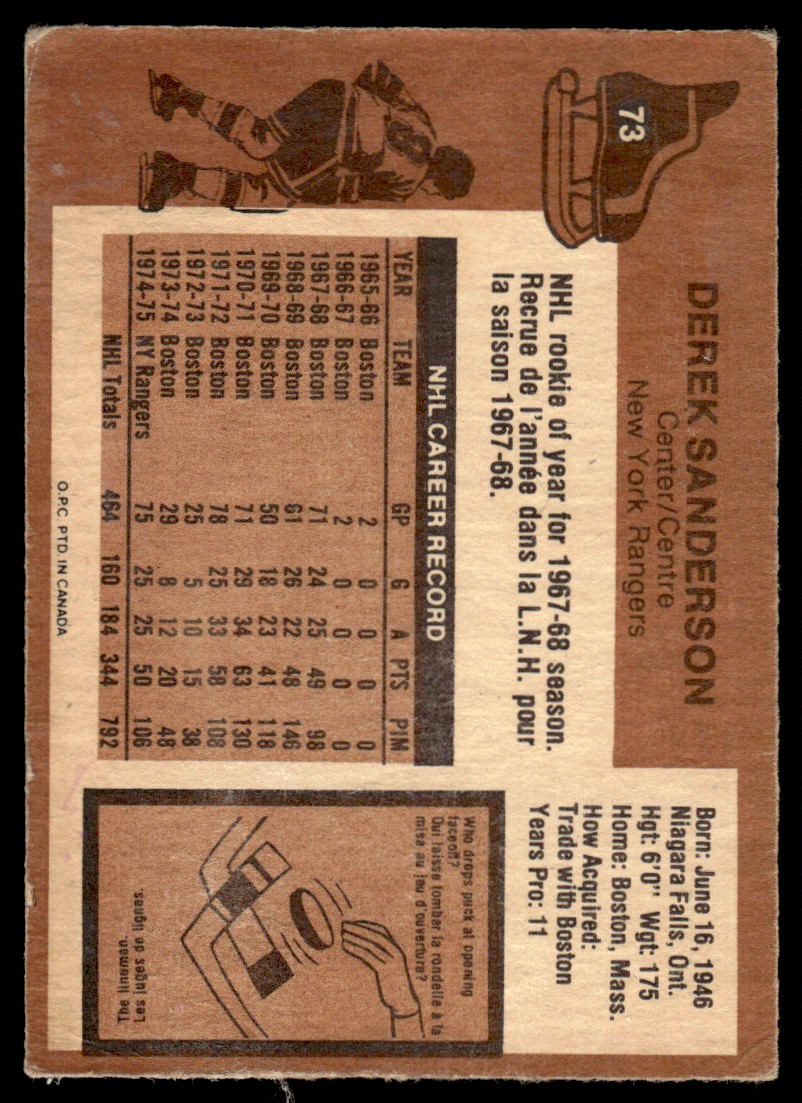 73
DEREK SANDERSON
Center/Centre
New York Rangers
Born: June 16, 1946
Niagara Falls, Ont.
Hgt: 6'0" Wgt: 175
Home: Boston, Mass.
How Acquired:
Trade with Boston
Years Pro: 11
NHL rookie of year for 1967-68 season.
Recrue de l'année dans la L.N.H. pour
la saison 1967-68.
NHL CAREER RECORD
YEAR TEAM GP G A PTS PIM
1965-66 Boston 2 0 0 0 0
1966-67 Boston 2 0 0 0 0
1967-68 Boston 71 24 25 49 98
1968-69 Boston 61 26 22 48 146
1969-70 Boston 50 18 23 41 118
1970-71 Boston 71 29 34 63 130
1971-72 Boston 78 25 33 58 108
1972-73 Boston 25 5 10 15 38
1973-74 Boston 29 8 12 20 48
1974-75 NY Rangers 75 25 25 50 106
NHL Totals 464 160 184 344 792
O.P.C. PTD. IN CANADA
Who drops puck at opening
faceoff?
Qui laisse tomber la rondelle à la
misa au jeu d'ouverture?
The lineman.
Les juges de lignes.
8